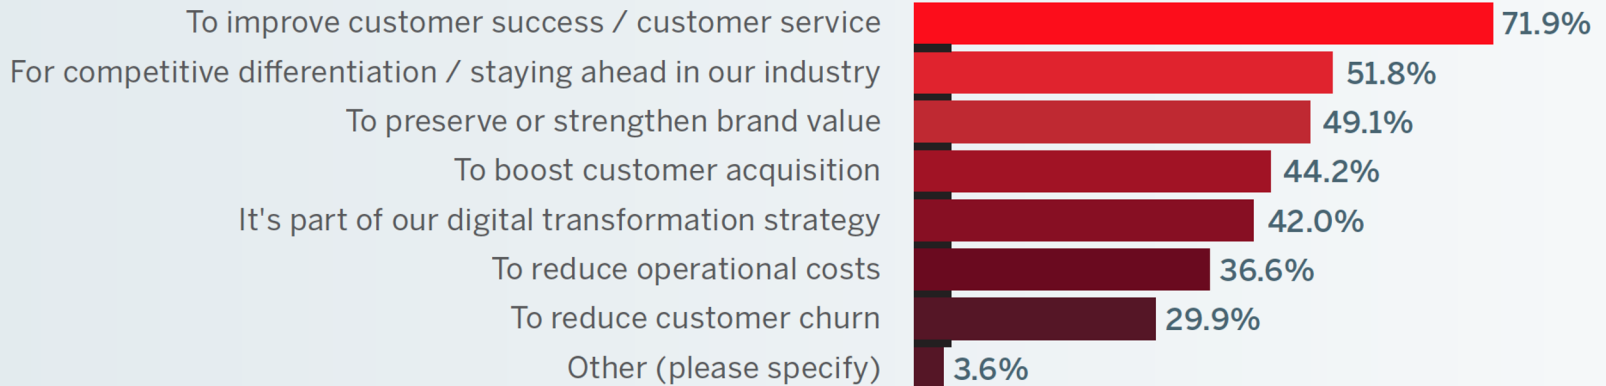 To improve customer success / customer service 71.9%
For competitive differentiation / staying ahead in our industry 51.8%
To preserve or strengthen brand value 49.1%
To boost customer acquisition 44.2%
It's part of our digital transformation strategy 42.0%
To reduce operational costs 36.6%
To reduce customer churn 29.9%
Other (please specify) 3.6%